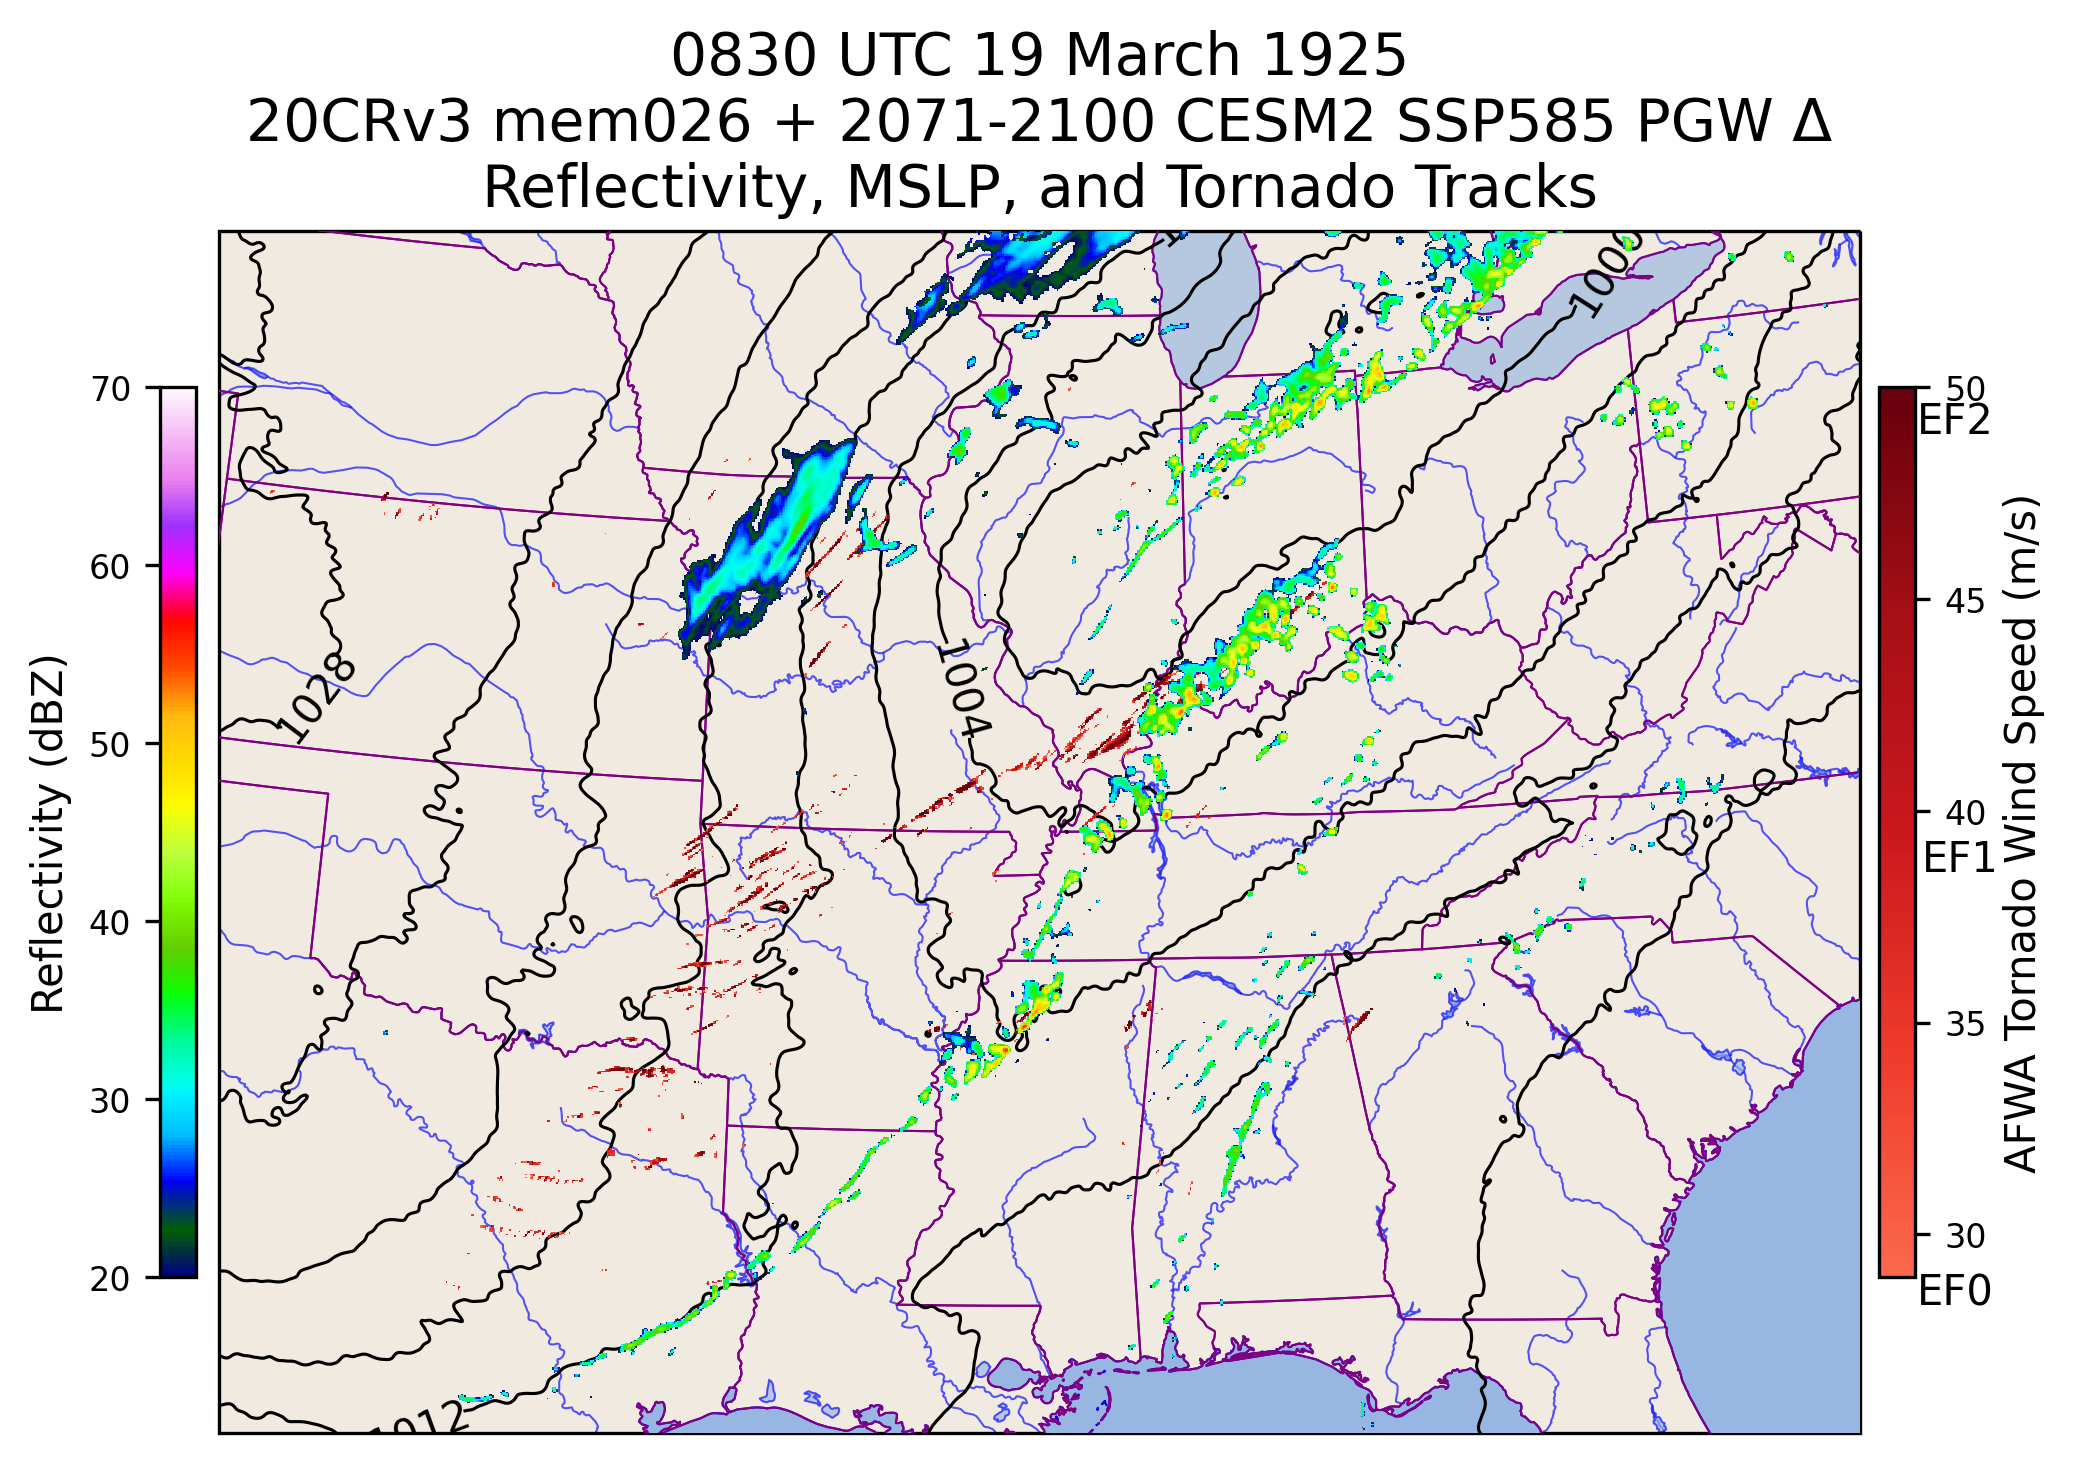 0830 UTC 19 March 1925
20CRv3 mem026 + 2071-2100 CESM2 SSP585 PGW Δ
Reflectivity, MSLP, and Tornado Tracks
Reflectivity (dBZ)
70
60
50
40
30
20
1028
1004
1012
50
EF2
45
40
EF1
35
30
EF0
AFWA Tornado Wind Speed (m/s)